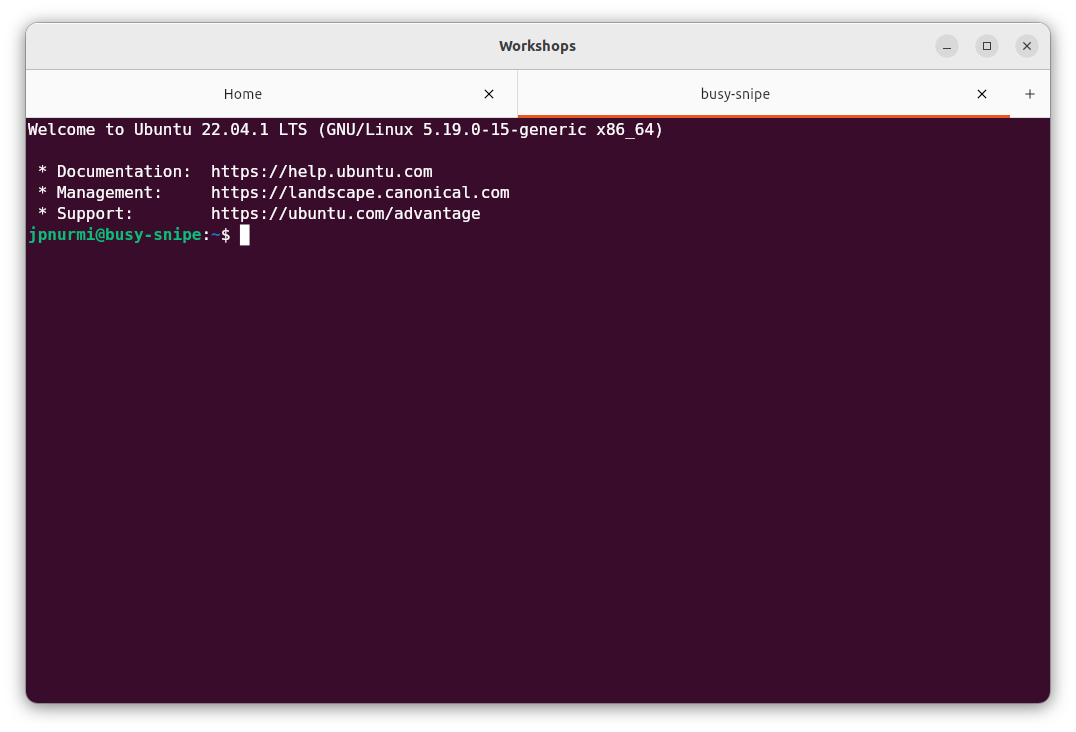 Workshops
Home
busy-snipe
Welcome to Ubuntu 22.04.1 LTS (GNU/Linux 5.19.0-15-generic x86_64)
* Documentation:  https://help.ubuntu.com
* Management:     https://landscape.canonical.com
* Support:        https://ubuntu.com/advantage
jpnurmi@busy-snipe:~$